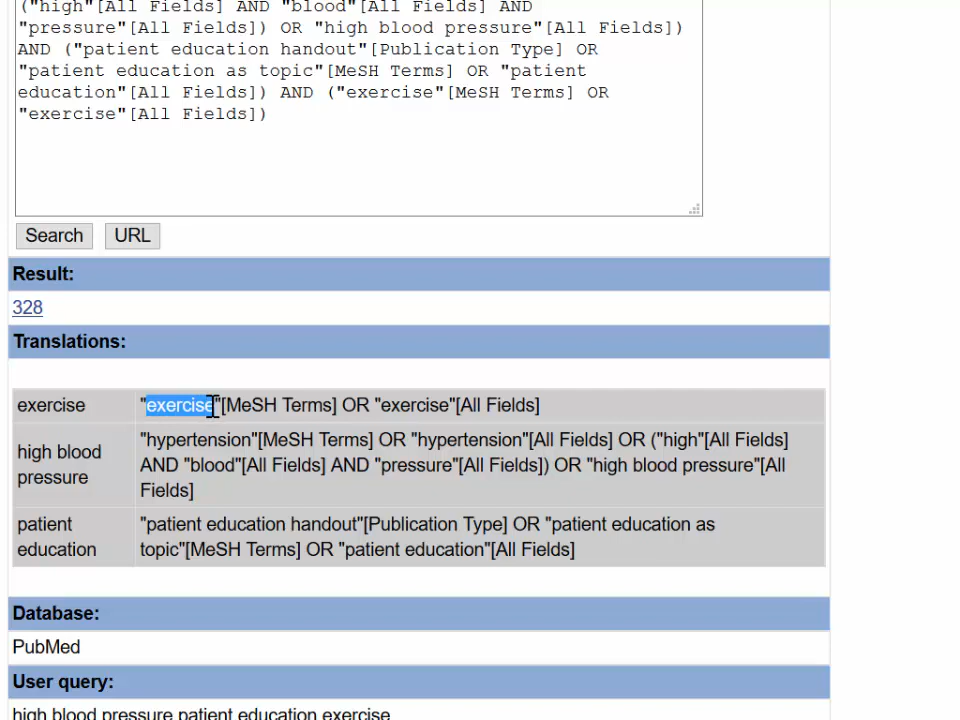 ("high"[All Fields] AND "blood"[All Fields] AND
"pressure"[All Fields]) OR "high blood pressure"[All Fields])
AND ("patient education handout"[Publication Type] OR
"patient education as topic"[MeSH Terms] OR "patient
education"[All Fields]) AND ("exercise"[MeSH Terms] OR
"exercise"[All Fields])
Search URL
Result:
328
Translations:
exercise "exercise"[MeSH Terms] OR "exercise"[All Fields]
high blood
pressure
"hypertension"[MeSH Terms] OR "hypertension"[All Fields] OR ("high"[All Fields]
AND "blood"[All Fields] AND "pressure"[All Fields]) OR "high blood pressure"[All
Fields]
patient
education
"patient education handout"[Publication Type] OR "patient education as
topic"[MeSH Terms] OR "patient education"[All Fields]
Database:
PubMed
User query:
high blood pressure patient education exercise